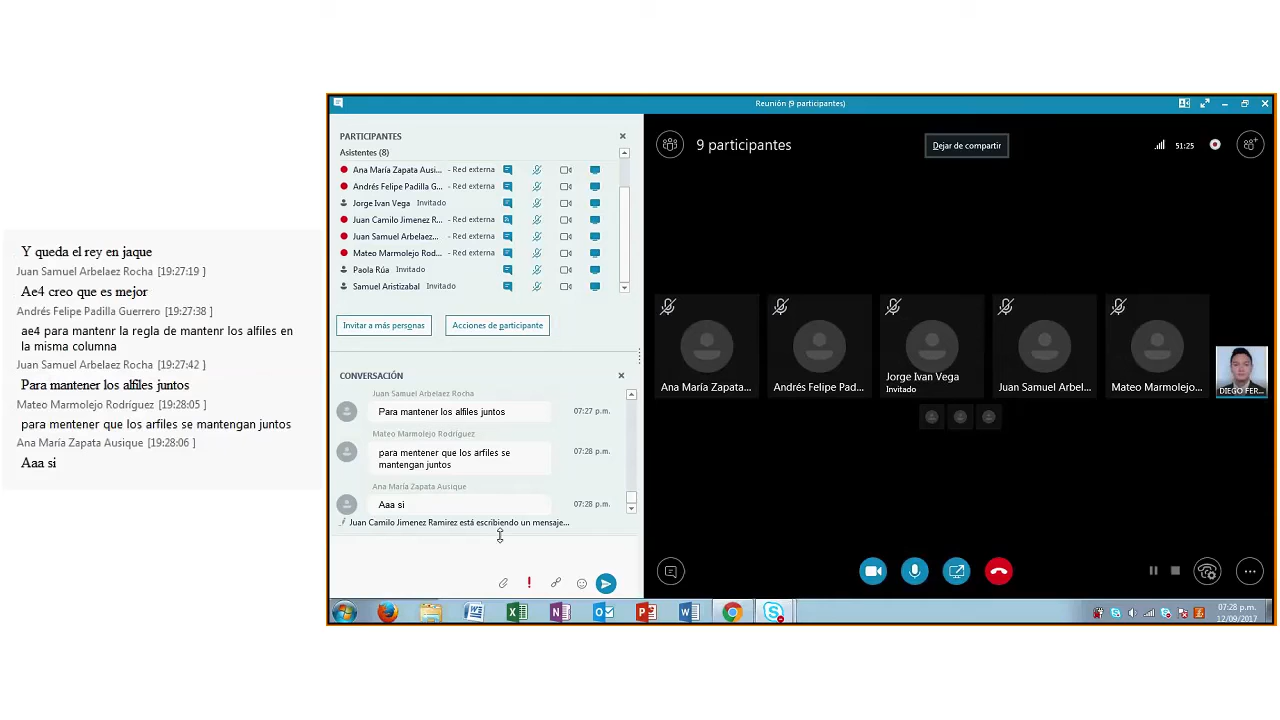 Y queda el rey en jaque
Juan Samuel Arbelaez Rocha [19:27:19 ]
Ae4 creo que es mejor
Andrés Felipe Padilla Guerrero [19:27:38 ]
ae4 para mantenr la regla de mantenr los alfiles en
la misma columna
Juan Samuel Arbelaez Rocha [19:27:42 ]
Para mantener los alfiles juntos
Mateo Marmolejo Rodríguez [19:28:05 ]
para mentener que los arfiles se mantengan juntos
Ana María Zapata Ausique [19:28:06 ]
Aaa si
Reunión (9 participantes)
PARTICIPANTES
Asistentes (8)
Ana María Zapata Ausi... - Red externa
Andrés Felipe Padilla G... - Red externa
Jorge Ivan Vega Invitado
Juan Camilo Jimenez R... - Red externa
Juan Samuel Arbelaez... - Red externa
Mateo Marmolejo Rod... - Red externa
Paola Rúa Invitado
Samuel Aristizabal Invitado
Invitar a más personas
Acciones de participante
CONVERSACIÓN
Juan Samuel Arbelaez Rocha
Para mantener los alfiles juntos 07:27 p.m.
Mateo Marmolejo Rodríguez
para mentener que los arfiles se 07:28 p.m.
mantengan juntos
Ana María Zapata Ausique
Aaa si 07:28 p.m.
Juan Camilo Jimenez Ramirez está escribiendo un mensaje...
9 participantes
Dejar de compartir
51:25
Ana María Zapata...
Andrés Felipe Pad...
Jorge Ivan Vega
Invitado
Juan Samuel Arbel...
Mateo Marmolejo...
DIEGO FER...
07:28 p.m.
12/09/2017